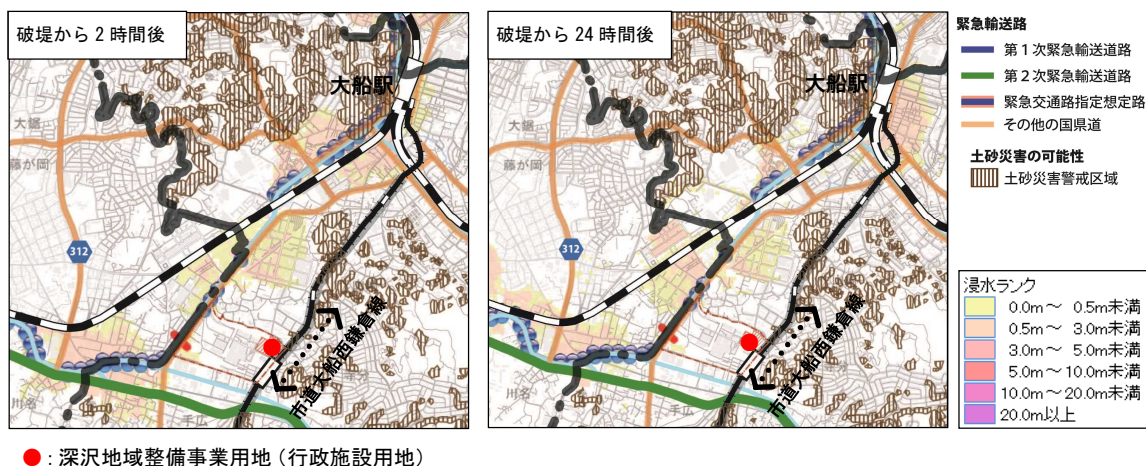 破堤から2時間後
大船駅
大鋸
藤が岡
312
市道大船西鎌倉線
川名
手広
破堤から24時間後
大船駅
大鋸
藤が岡
312
市道大船西鎌倉線
川名
手広
緊急輸送路
第1次緊急輸送道路
第2次緊急輸送道路
緊急交通路指定想定路
その他の国県道
土砂災害の可能性
土砂災害警戒区域
浸水ランク
0.0m～ 0.5m未満
0.5m～ 3.0m未満
3.0m～ 5.0m未満
5.0m～10.0m未満
10.0m～20.0m未満
20.0m以上
：深沢地域整備事業用地（行政施設用地）